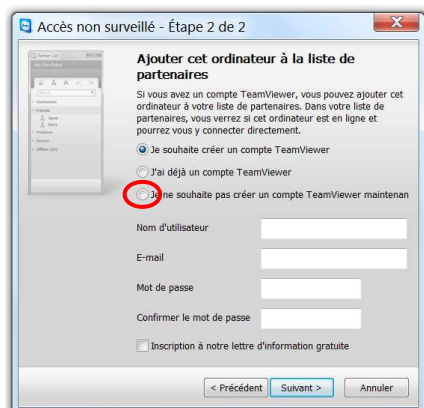 Accès non surveillé - Étape 2 de 2
Ajouter cet ordinateur à la liste de
partenaires
Si vous avez un compte TeamViewer, vous pouvez ajouter cet
ordinateur à votre liste de partenaires. Dans votre liste de
partenaires, vous verrez si cet ordinateur est en ligne et
pourrez vous y connecter directement.
Je souhaite créer un compte TeamViewer
J'ai déjà un compte TeamViewer
Je ne souhaite pas créer un compte TeamViewer maintenan
Nom d'utilisateur
E-mail
Mot de passe
Confirmer le mot de passe
Inscription à notre lettre d'information gratuite
< Précédent
Suivant >
Annuler